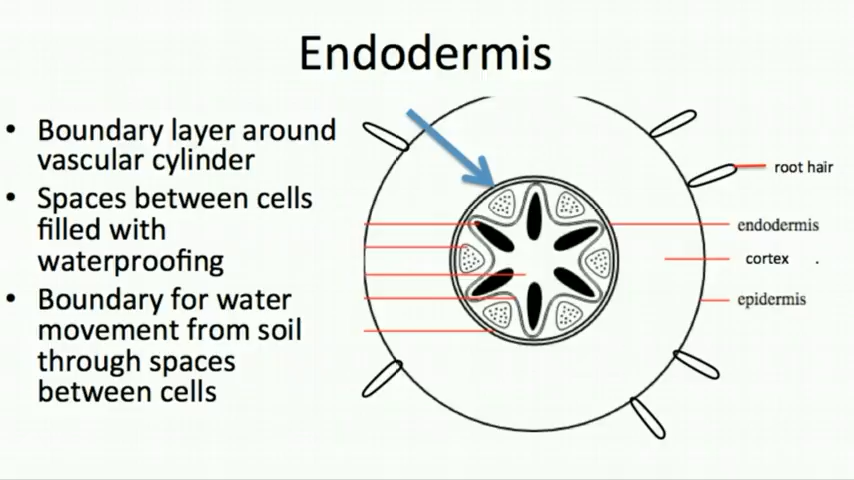 Endodermis
• Boundary layer around
vascular cylinder
• Spaces between cells
filled with
waterproofing
• Boundary for water
movement from soil
through spaces
between cells
root hair
endodermis
cortex .
epidermis